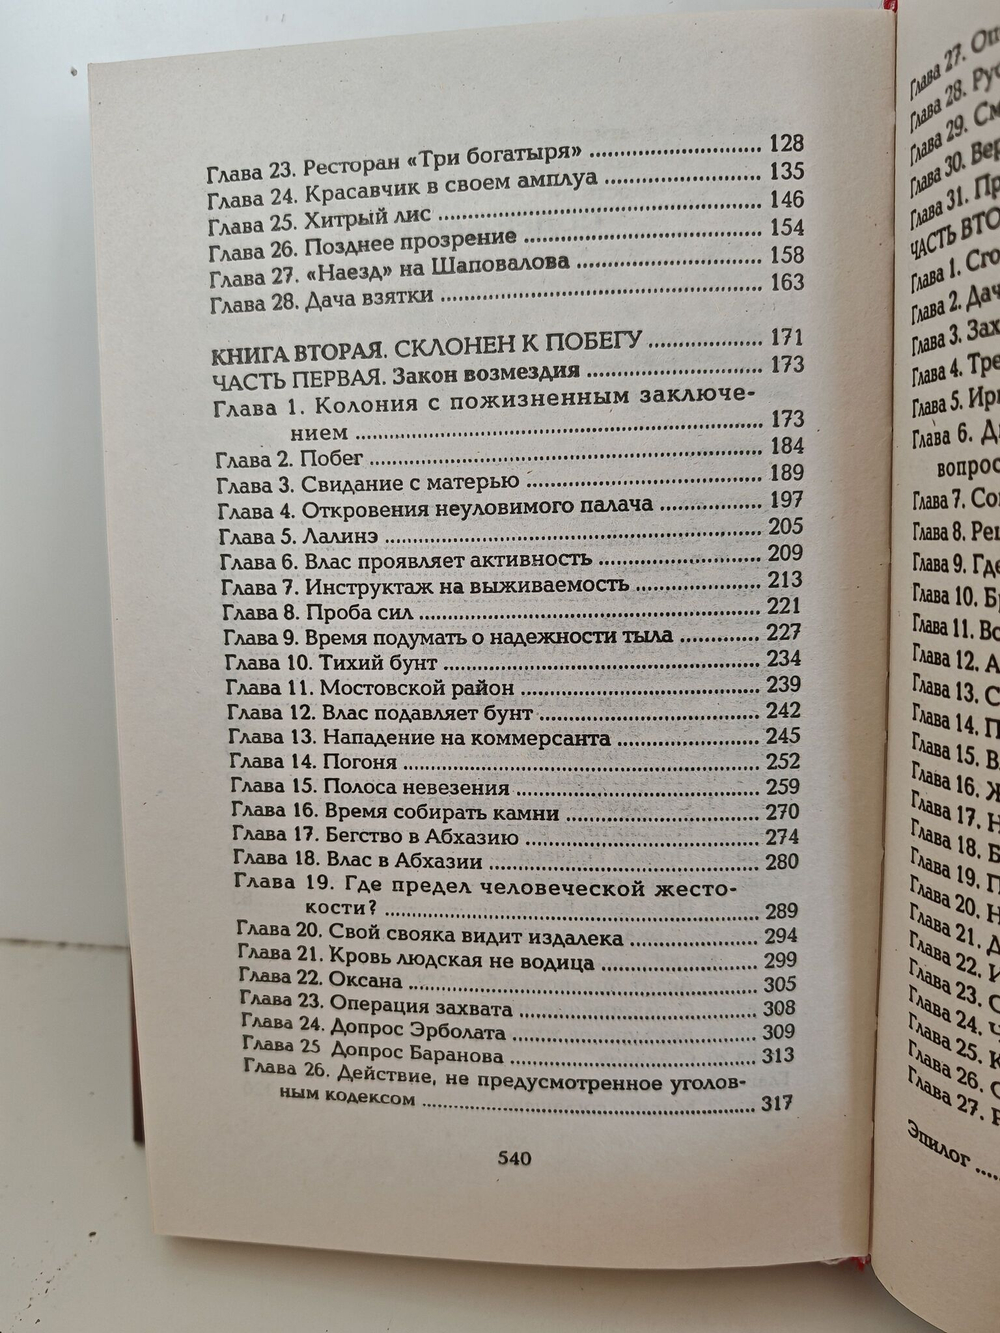 Глава 23. Ресторан «Три богатыря» ..... 128
Глава 24. Красавчик в своем амплуа ..... 135
Глава 25. Хитрый лис ..... 146
Глава 26. Позднее прозрение ..... 154
Глава 27. «Наезд» на Шаповалова ..... 158
Глава 28. Дача взятки ..... 163
КНИГА ВТОРАЯ. СКЛОНЕН К ПОБЕГУ ..... 171
ЧАСТЬ ПЕРВАЯ. Закон возмездия ..... 173
Глава 1. Колония с пожизненным заключе-
нием ..... 173
Глава 2. Побег ..... 184
Глава 3. Свидание с матерью ..... 189
Глава 4. Откровения неуловимого палача ..... 197
Глава 5. Лалинэ ..... 205
Глава 6. Влас проявляет активность ..... 209
Глава 7. Инструктаж на выживаемость ..... 213
Глава 8. Проба сил ..... 221
Глава 9. Время подумать о надежности тыла ..... 227
Глава 10. Тихий бунт ..... 234
Глава 11. Мостовской район ..... 239
Глава 12. Влас подавляет бунт ..... 242
Глава 13. Нападение на коммерсанта ..... 245
Глава 14. Погоня ..... 252
Глава 15. Полоса невезения ..... 259
Глава 16. Время собирать камни ..... 270
Глава 17. Бегство в Абхазию ..... 274
Глава 18. Влас в Абхазии ..... 280
Глава 19. Где предел человеческой жесто-
кости? ..... 289
Глава 20. Свой свояка видит издалека ..... 294
Глава 21. Кровь людская не водица ..... 299
Глава 22. Оксана ..... 305
Глава 23. Операция захвата ..... 308
Глава 24. Допрос Эрболата ..... 309
Глава 25 Допрос Баранова ..... 313
Глава 26. Действие, не предусмотренное уголов-
ным кодексом ..... 317
540
Глава 27.
Глава 28.
Глава 29.
Глава 30.
Глава 31.
ЧАСТЬ
Глава 1.
Глава 2.
Глава 3.
Глава 4.
Глава 5.
Глава 6.
Глава 7.
Глава 8.
Глава 9.
Глава 10.
Глава 11.
Глава 12.
Глава 13.
Глава 14.
Глава 15.
Глава 16.
Глава 17.
Глава 18.
Глава 19.
Глава 20.
Глава 21.
Глава 22.
Глава 23.
Глава 24.
Глава 25.
Глава 26.
Глава 27.
Эпилог .....